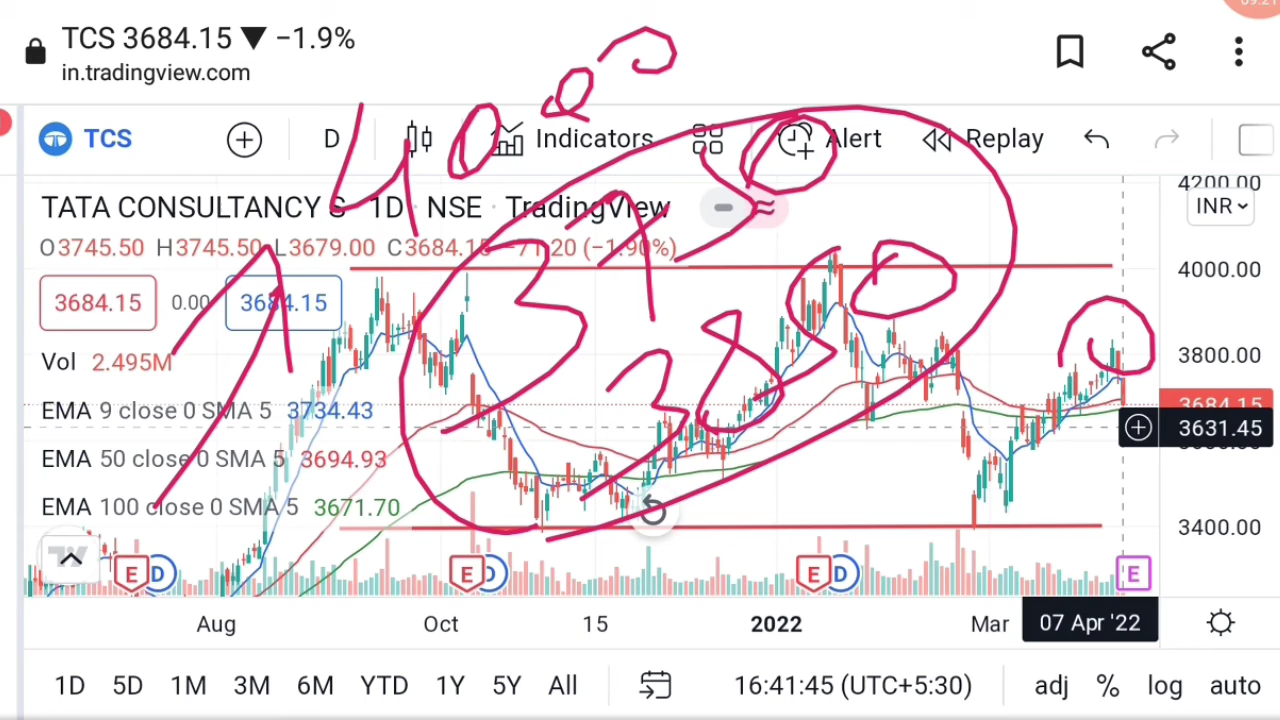 09:21
TCS 3684.15 ▼ −1.9%
in.tradingview.com
TCS D Indicators Alert Replay
TATA CONSULTANCY S · 1D · NSE · TradingView
O3745.50 H3745.50 L3679.00 C3684.15 −71.20 (−1.90%)
3684.15 0.00 3684.15
Vol 2.495M
EMA 9 close 0 SMA 5 3734.43
EMA 50 close 0 SMA 5 3694.93
EMA 100 close 0 SMA 5 3671.70
4000
3750
380
4200.00
INR
4000.00
3800.00
3684.15
3631.45
3400.00
E D E D E D E
Aug Oct 15 2022 Mar 07 Apr '22
1D 5D 1M 3M 6M YTD 1Y 5Y All 16:41:45 (UTC+5:30) adj % log auto